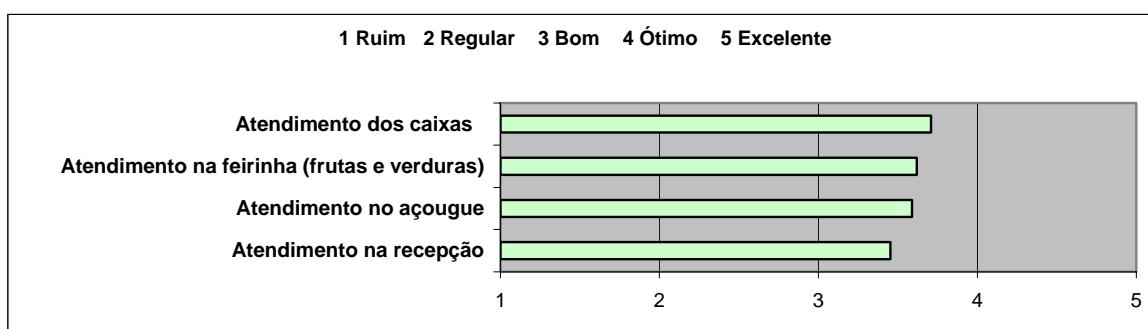 1 Ruim 2 Regular 3 Bom 4 Ótimo 5 Excelente
Atendimento dos caixas
Atendimento na feirinha (frutas e verduras)
Atendimento no açougue
Atendimento na recepção
1 2 3 4 5